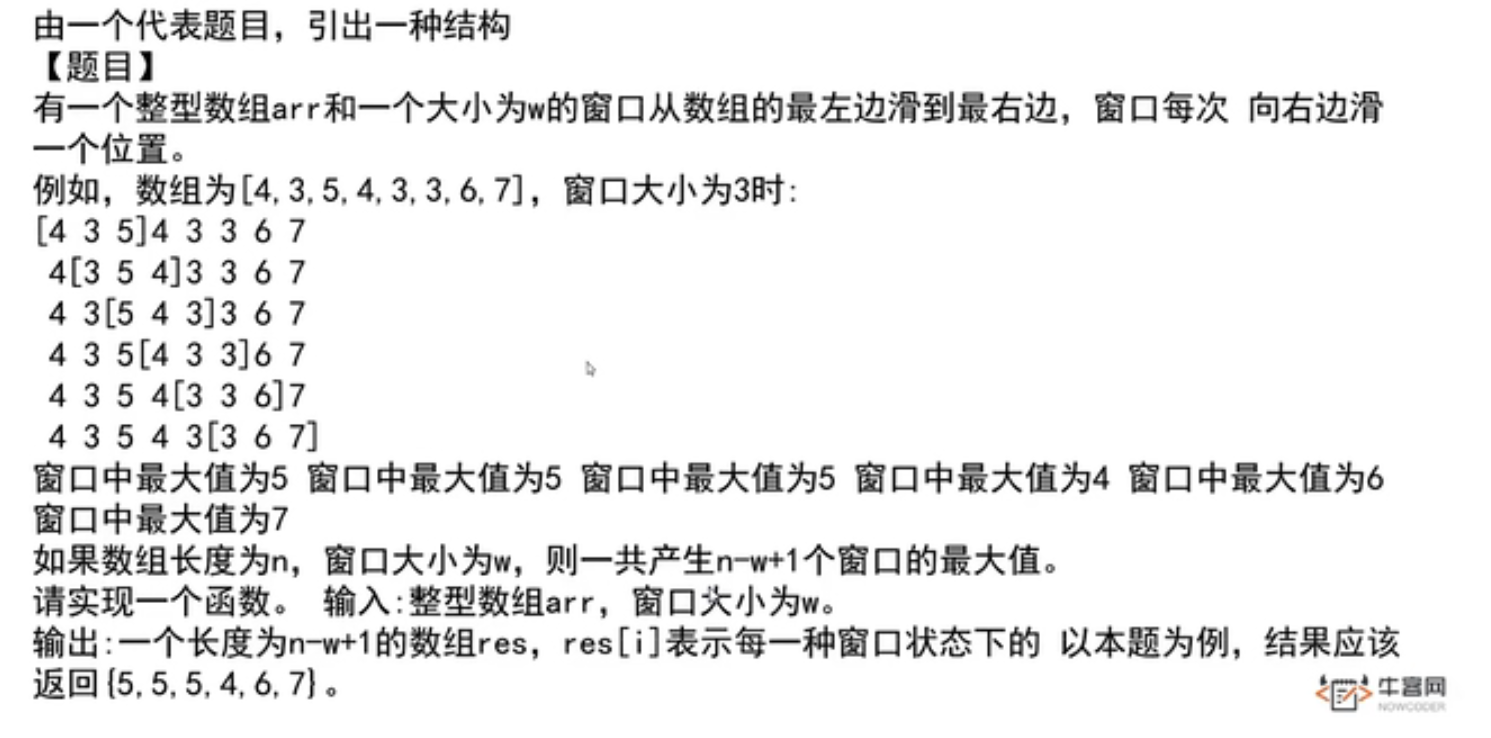 由一个代表题目，引出一种结构
【题目】
有一个整型数组arr和一个大小为w的窗口从数组的最左边滑到最右边，窗口每次 向右边滑
一个位置。
例如，数组为[4,3,5,4,3,3,6,7]，窗口大小为3时:
[4 3 5]4 3 3 6 7
4[3 5 4]3 3 6 7
4 3[5 4 3]3 6 7
4 3 5[4 3 3]6 7
4 3 5 4[3 3 6]7
4 3 5 4 3[3 6 7]
窗口中最大值为5 窗口中最大值为5 窗口中最大值为5 窗口中最大值为4 窗口中最大值为6
窗口中最大值为7
如果数组长度为n，窗口大小为w，则一共产生n-w+1个窗口的最大值。
请实现一个函数。 输入:整型数组arr，窗口大小为w。
输出:一个长度为n-w+1的数组res，res[i]表示每一种窗口状态下的 以本题为例，结果应该
返回{5,5,5,4,6,7}。
牛客网
NOWCODER